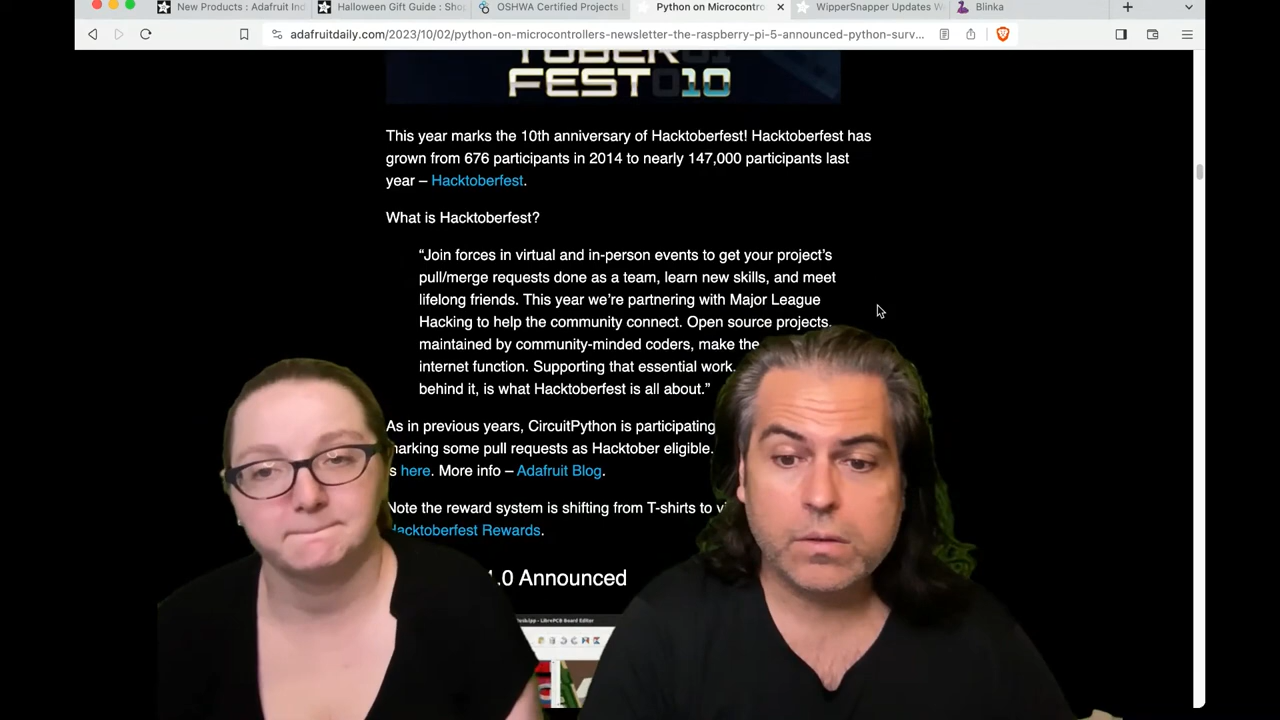 New Products : Adafruit Ind
Halloween Gift Guide : Shop
OSHWA Certified Projects L
Python on Microcontro
WipperSnapper Updates W
Blinka
adafruitdaily.com/2023/10/02/python-on-microcontrollers-newsletter-the-raspberry-pi-5-announced-python-surv...
TOBER
FEST 10
This year marks the 10th anniversary of Hacktoberfest! Hacktoberfest has
grown from 676 participants in 2014 to nearly 147,000 participants last
year – Hacktoberfest.
What is Hacktoberfest?
“Join forces in virtual and in-person events to get your project’s
pull/merge requests done as a team, learn new skills, and meet
lifelong friends. This year we’re partnering with Major League
Hacking to help the community connect. Open source projects,
maintained by community-minded coders, make the
internet function. Supporting that essential work,
behind it, is what Hacktoberfest is all about.”
As in previous years, CircuitPython is participating
marking some pull requests as Hacktober eligible.
s here. More info – Adafruit Blog.
Note the reward system is shifting from T-shirts to vi
Hacktoberfest Rewards.
1.0 Announced
LibrePCB Board Editor